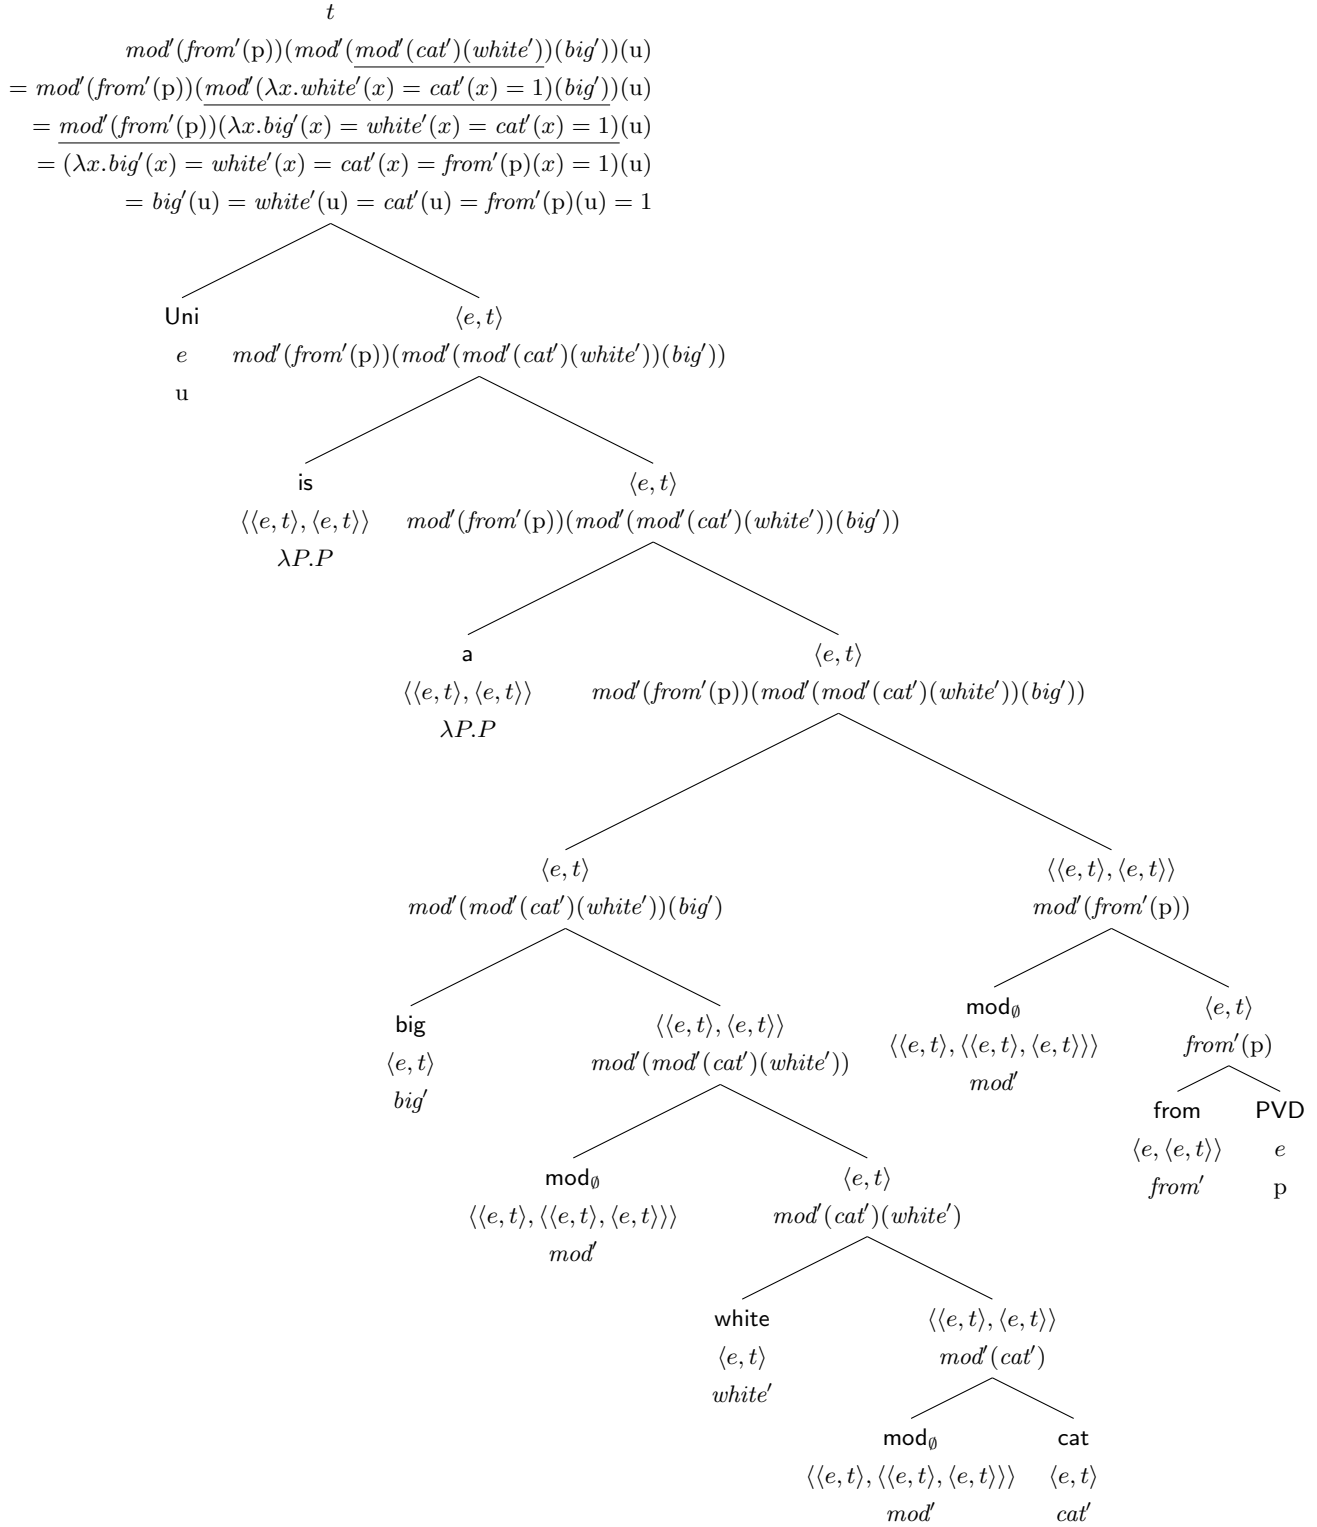 t
mod′(from′(p))(mod′(mod′(cat′)(white′))(big′))(u)
= mod′(from′(p))(mod′(λx.white′(x) = cat′(x) = 1)(big′))(u)
= mod′(from′(p))(λx.big′(x) = white′(x) = cat′(x) = 1)(u)
= (λx.big′(x) = white′(x) = cat′(x) = from′(p)(x) = 1)(u)
= big′(u) = white′(u) = cat′(u) = from′(p)(u) = 1
Uni ⟨e, t⟩
e mod′(from′(p))(mod′(mod′(cat′)(white′))(big′))
u
is ⟨e, t⟩
⟨⟨e, t⟩, ⟨e, t⟩⟩ mod′(from′(p))(mod′(mod′(cat′)(white′))(big′))
λP.P
a ⟨e, t⟩
⟨⟨e, t⟩, ⟨e, t⟩⟩ mod′(from′(p))(mod′(mod′(cat′)(white′))(big′))
λP.P
⟨e, t⟩ ⟨⟨e, t⟩, ⟨e, t⟩⟩
mod′(mod′(cat′)(white′))(big′) mod′(from′(p))
big ⟨⟨e, t⟩, ⟨e, t⟩⟩ mod∅ ⟨e, t⟩
⟨e, t⟩ mod′(mod′(cat′)(white′)) ⟨⟨e, t⟩, ⟨⟨e, t⟩, ⟨e, t⟩⟩⟩ from′(p)
big′ mod′
from PVD
⟨e, ⟨e, t⟩⟩ e
from′ p
mod∅ ⟨e, t⟩
⟨⟨e, t⟩, ⟨⟨e, t⟩, ⟨e, t⟩⟩⟩ mod′(cat′)(white′)
mod′
white ⟨⟨e, t⟩, ⟨e, t⟩⟩
⟨e, t⟩ mod′(cat′)
white′
mod∅ cat
⟨⟨e, t⟩, ⟨⟨e, t⟩, ⟨e, t⟩⟩⟩ ⟨e, t⟩
mod′ cat′